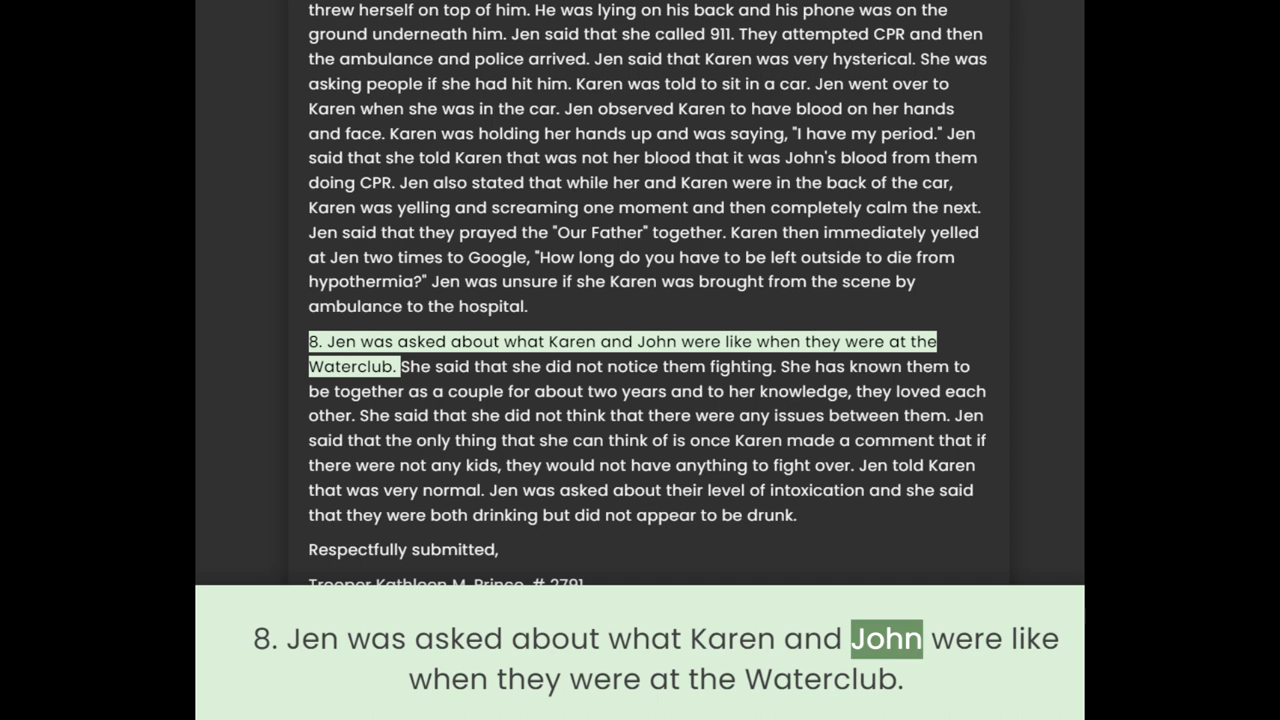 threw herself on top of him. He was lying on his back and his phone was on the
ground underneath him. Jen said that she called 911. They attempted CPR and then
the ambulance and police arrived. Jen said that Karen was very hysterical. She was
asking people if she had hit him. Karen was told to sit in a car. Jen went over to
Karen when she was in the car. Jen observed Karen to have blood on her hands
and face. Karen was holding her hands up and was saying, "I have my period." Jen
said that she told Karen that was not her blood that it was John's blood from them
doing CPR. Jen also stated that while her and Karen were in the back of the car,
Karen was yelling and screaming one moment and then completely calm the next.
Jen said that they prayed the "Our Father" together. Karen then immediately yelled
at Jen two times to Google, "How long do you have to be left outside to die from
hypothermia?" Jen was unsure if she Karen was brought from the scene by
ambulance to the hospital.
8. Jen was asked about what Karen and John were like when they were at the
Waterclub. She said that she did not notice them fighting. She has known them to
be together as a couple for about two years and to her knowledge, they loved each
other. She said that she did not think that there were any issues between them. Jen
said that the only thing that she can think of is once Karen made a comment that if
there were not any kids, they would not have anything to fight over. Jen told Karen
that was very normal. Jen was asked about their level of intoxication and she said
that they were both drinking but did not appear to be drunk.
Respectfully submitted,
Trooper Kathleen M. Prince, # 2791
8. Jen was asked about what Karen and John were like
when they were at the Waterclub.